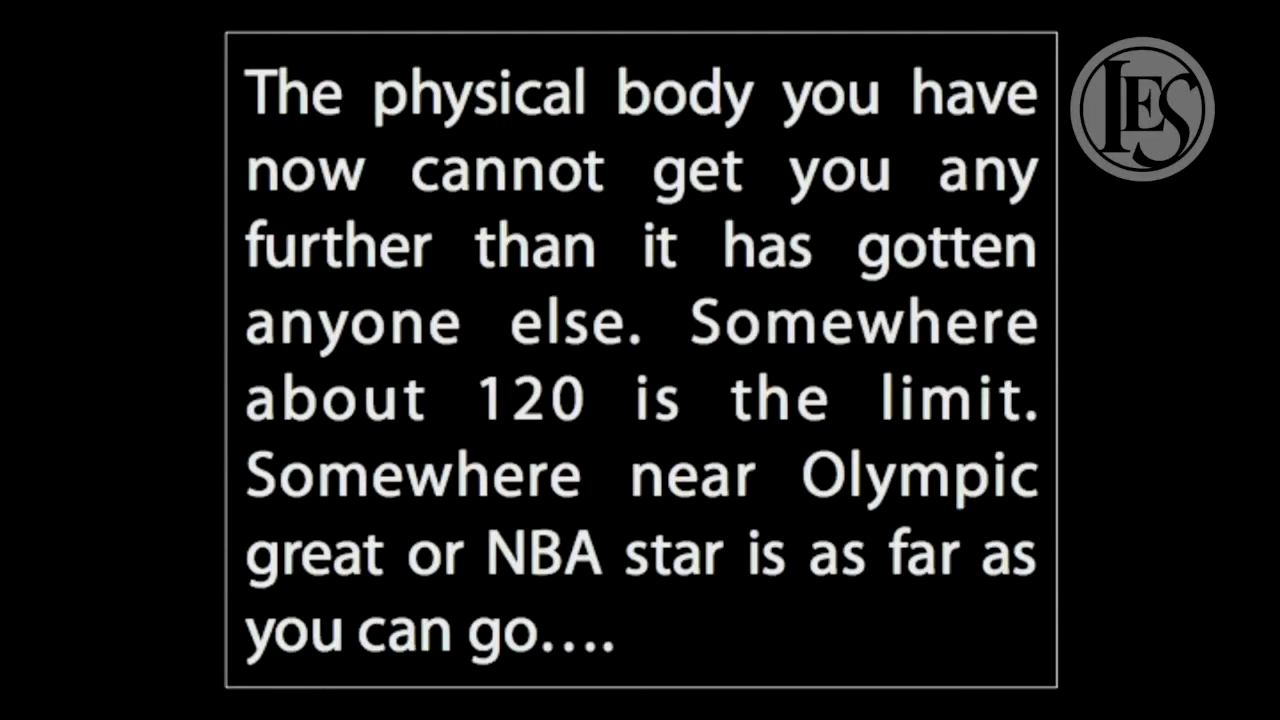 The physical body you have
now cannot get you any
further than it has gotten
anyone else. Somewhere
about 120 is the limit.
Somewhere near Olympic
great or NBA star is as far as
you can go....
IES